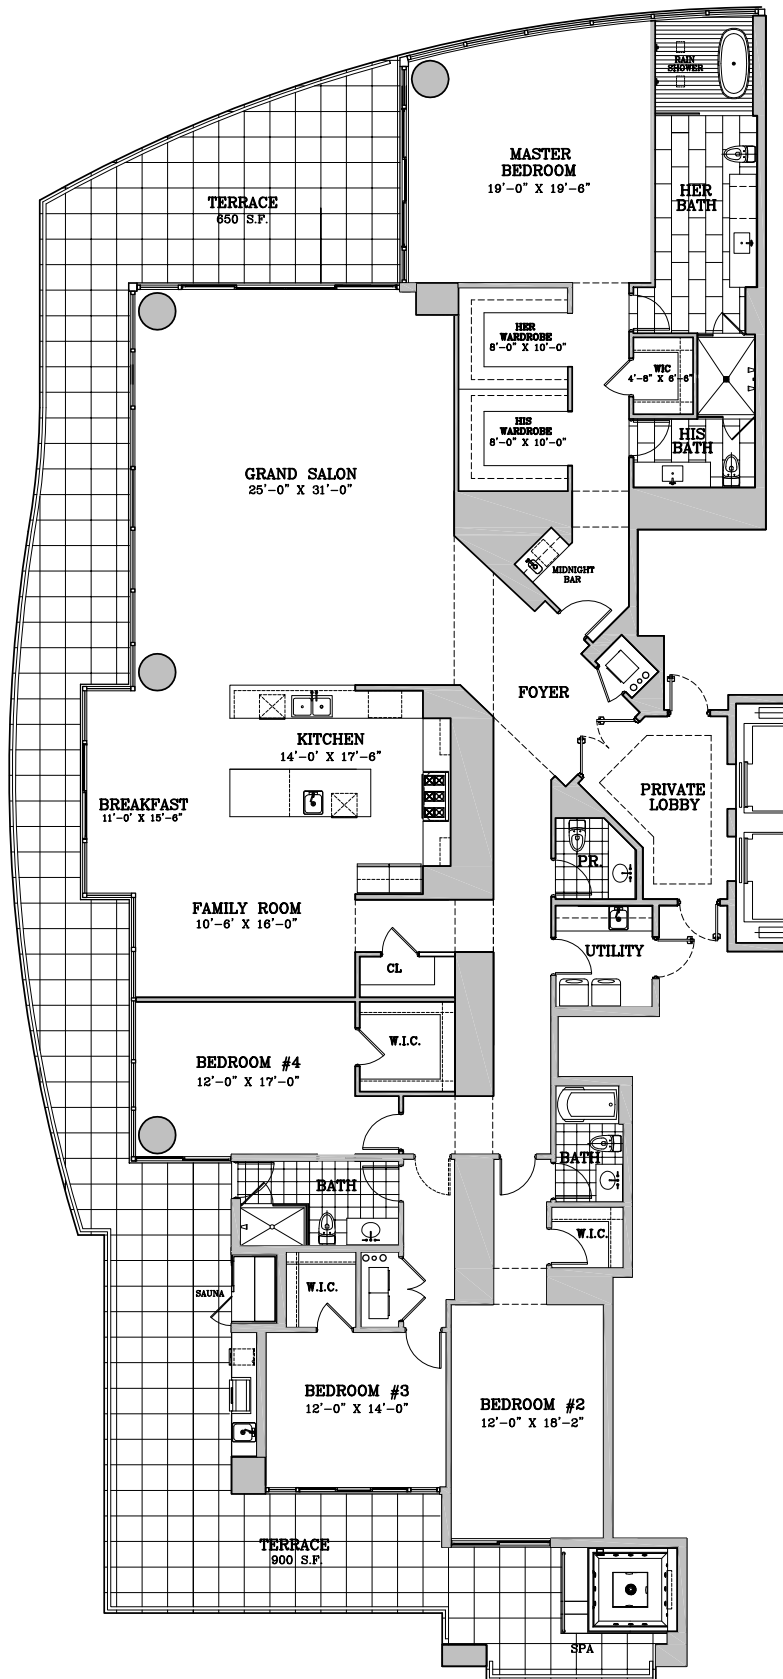 RAIN
SHOWER
MASTER
BEDROOM
19'-0" X 19'-6"
HER
BATH
TERRACE
650 S.F.
HER
WARDROBE
8'-0" X 10'-0"
WIC
4'-8" X 6'-8"
HIS
WARDROBE
8'-0" X 10'-0"
HIS
BATH
GRAND SALON
25'-0" X 31'-0"
MIDNIGHT
BAR
FOYER
KITCHEN
14'-0' X 17'-6"
PRIVATE
LOBBY
BREAKFAST
11'-0' X 15'-6"
PR.
FAMILY ROOM
10'-6' X 16'-0"
UTILITY
CL
W.I.C.
BEDROOM #4
12'-0" X 17'-0"
BATH
BATH
W.I.C.
SAUNA
W.I.C.
BEDROOM #3
12'-0" X 14'-0"
BEDROOM #2
12'-0" X 18'-2"
TERRACE
900 S.F.
SPA